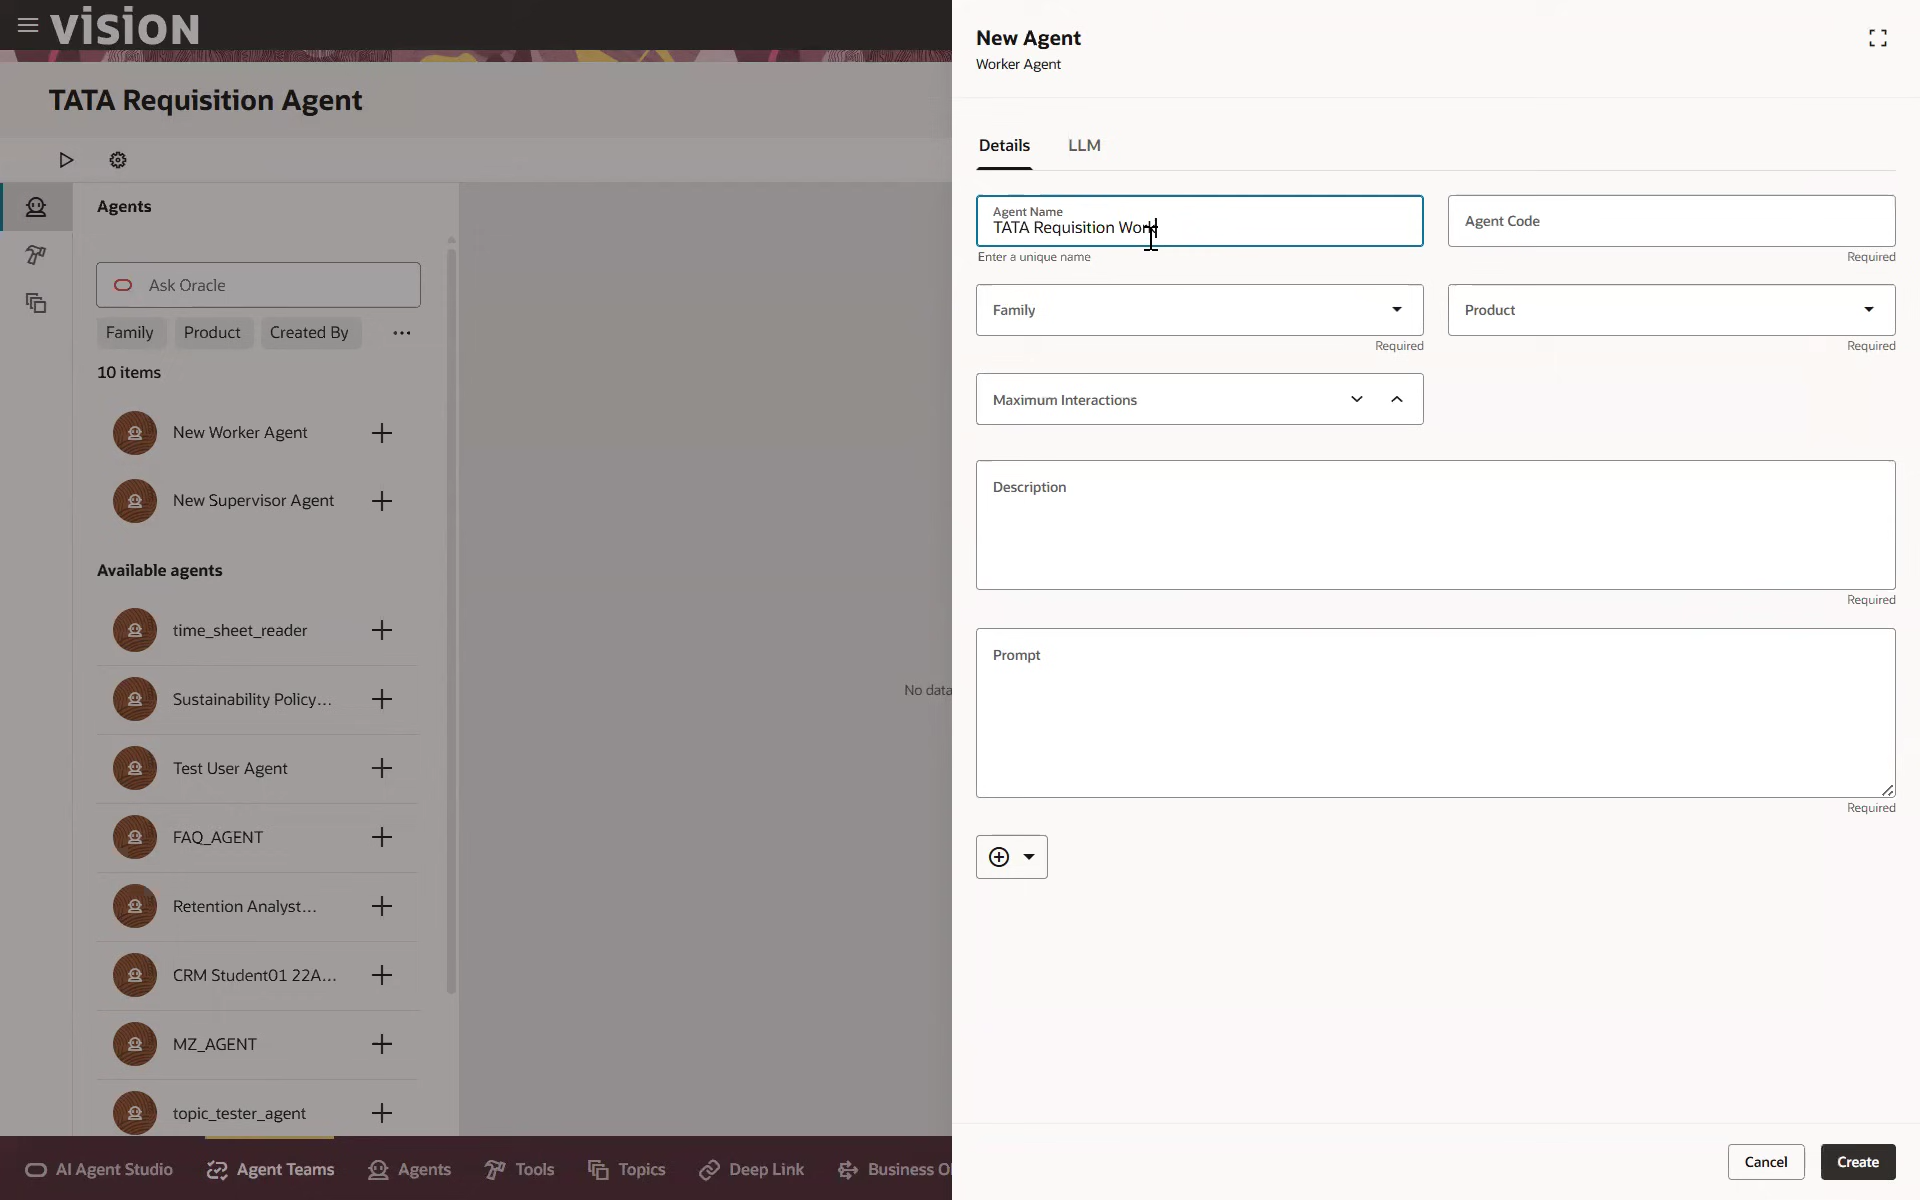 VISION
TATA Requisition Agent
Agents
Ask Oracle
Family
Product
Created By
10 items
New Worker Agent
New Supervisor Agent
Available agents
time_sheet_reader
Sustainability Policy...
Test User Agent
FAQ_AGENT
Retention Analyst...
CRM Student01 22A...
MZ_AGENT
topic_tester_agent
No data
AI Agent Studio
Agent Teams
Agents
Tools
Topics
Deep Link
Business O
New Agent
Worker Agent
Details
LLM
Agent Name
TATA Requisition Work
Enter a unique name
Agent Code
Required
Family
Required
Product
Required
Maximum Interactions
Description
Required
Prompt
Required
Cancel
Create